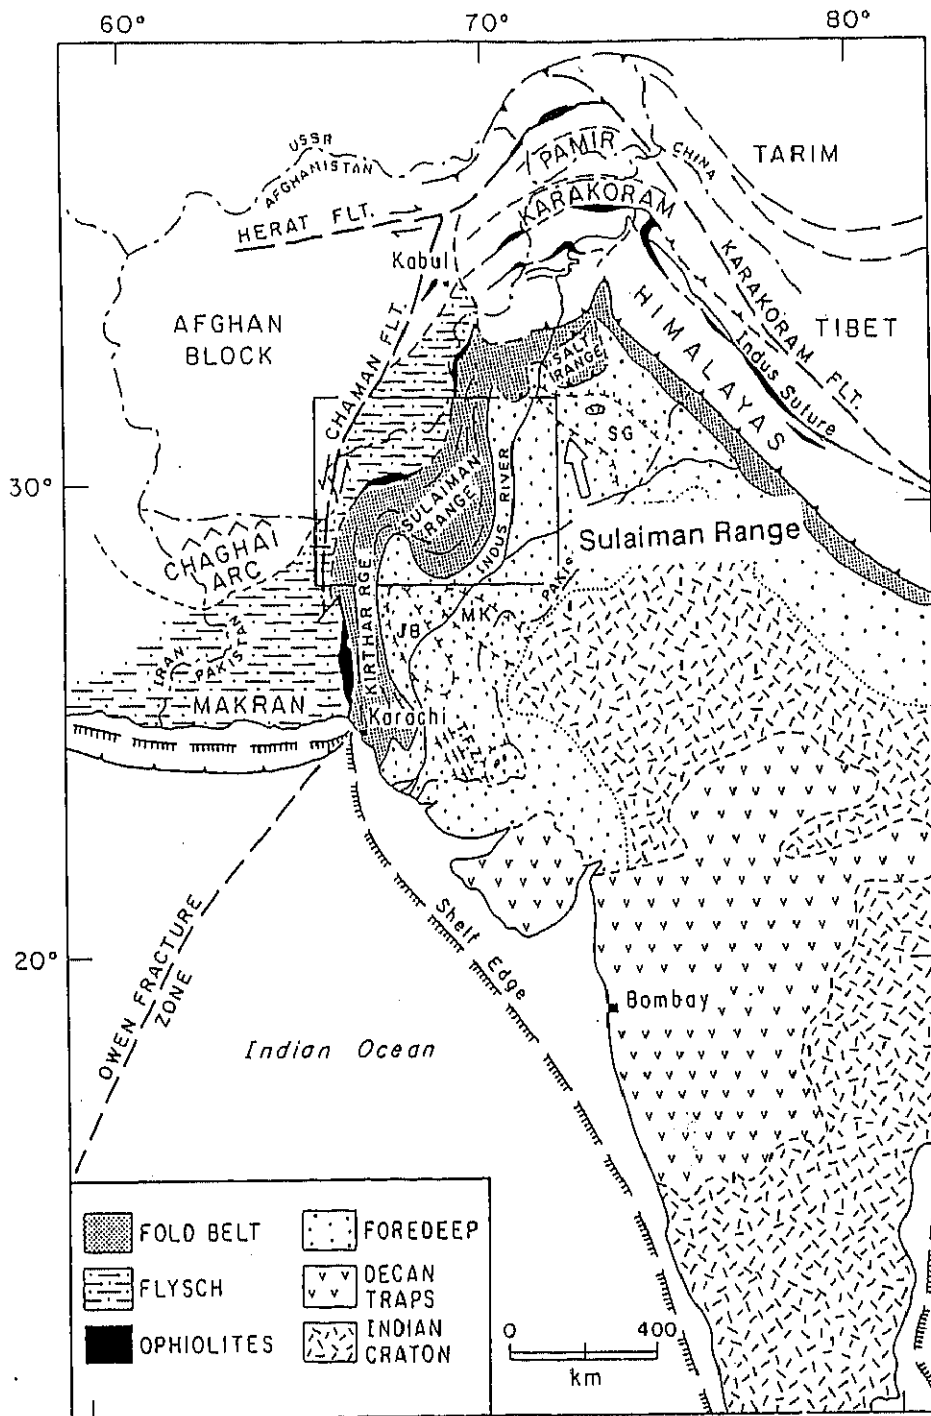 60°
70°
80°
USSR
AFGHANISTAN
PAMIR
CHINA
TARIM
HERAT FLT.
KARAKORAM
Kabul
KARAKORAM FLT.
AFGHAN
BLOCK
CHAMAN FLT.
HIMALAYAS
TIBET
SALT
RANGE
Indus Suture
SG
30°
SULAIMAN
RANGE
INDUS RIVER
Sulaiman Range
CHAGHAI
ARC
PAKIS
KIRTHAR RGE.
JB
MK
IRAN
PAKISTAN
MAKRAN
Karachi
OWEN FRACTURE
ZONE
Shelf Edge
20°
Bombay
Indian Ocean
FOLD BELT
FOREDEEP
FLYSCH
DECAN
TRAPS
OPHIOLITES
INDIAN
CRATON
0
400
km